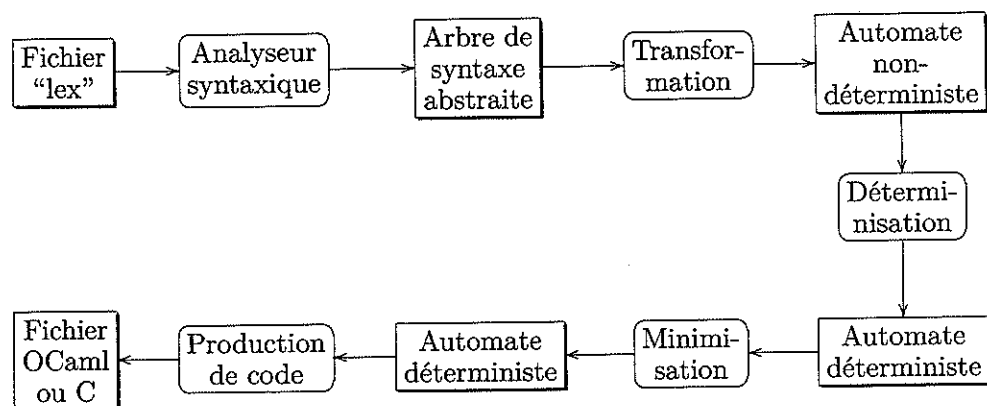 Fichier
“lex”
Analyseur
syntaxique
Arbre de
syntaxe
abstraite
Transfor-
mation
Automate
non-
déterministe
Détermi-
nisation
Fichier
OCaml
ou C
Production
de code
Automate
déterministe
Minimi-
sation
Automate
déterministe